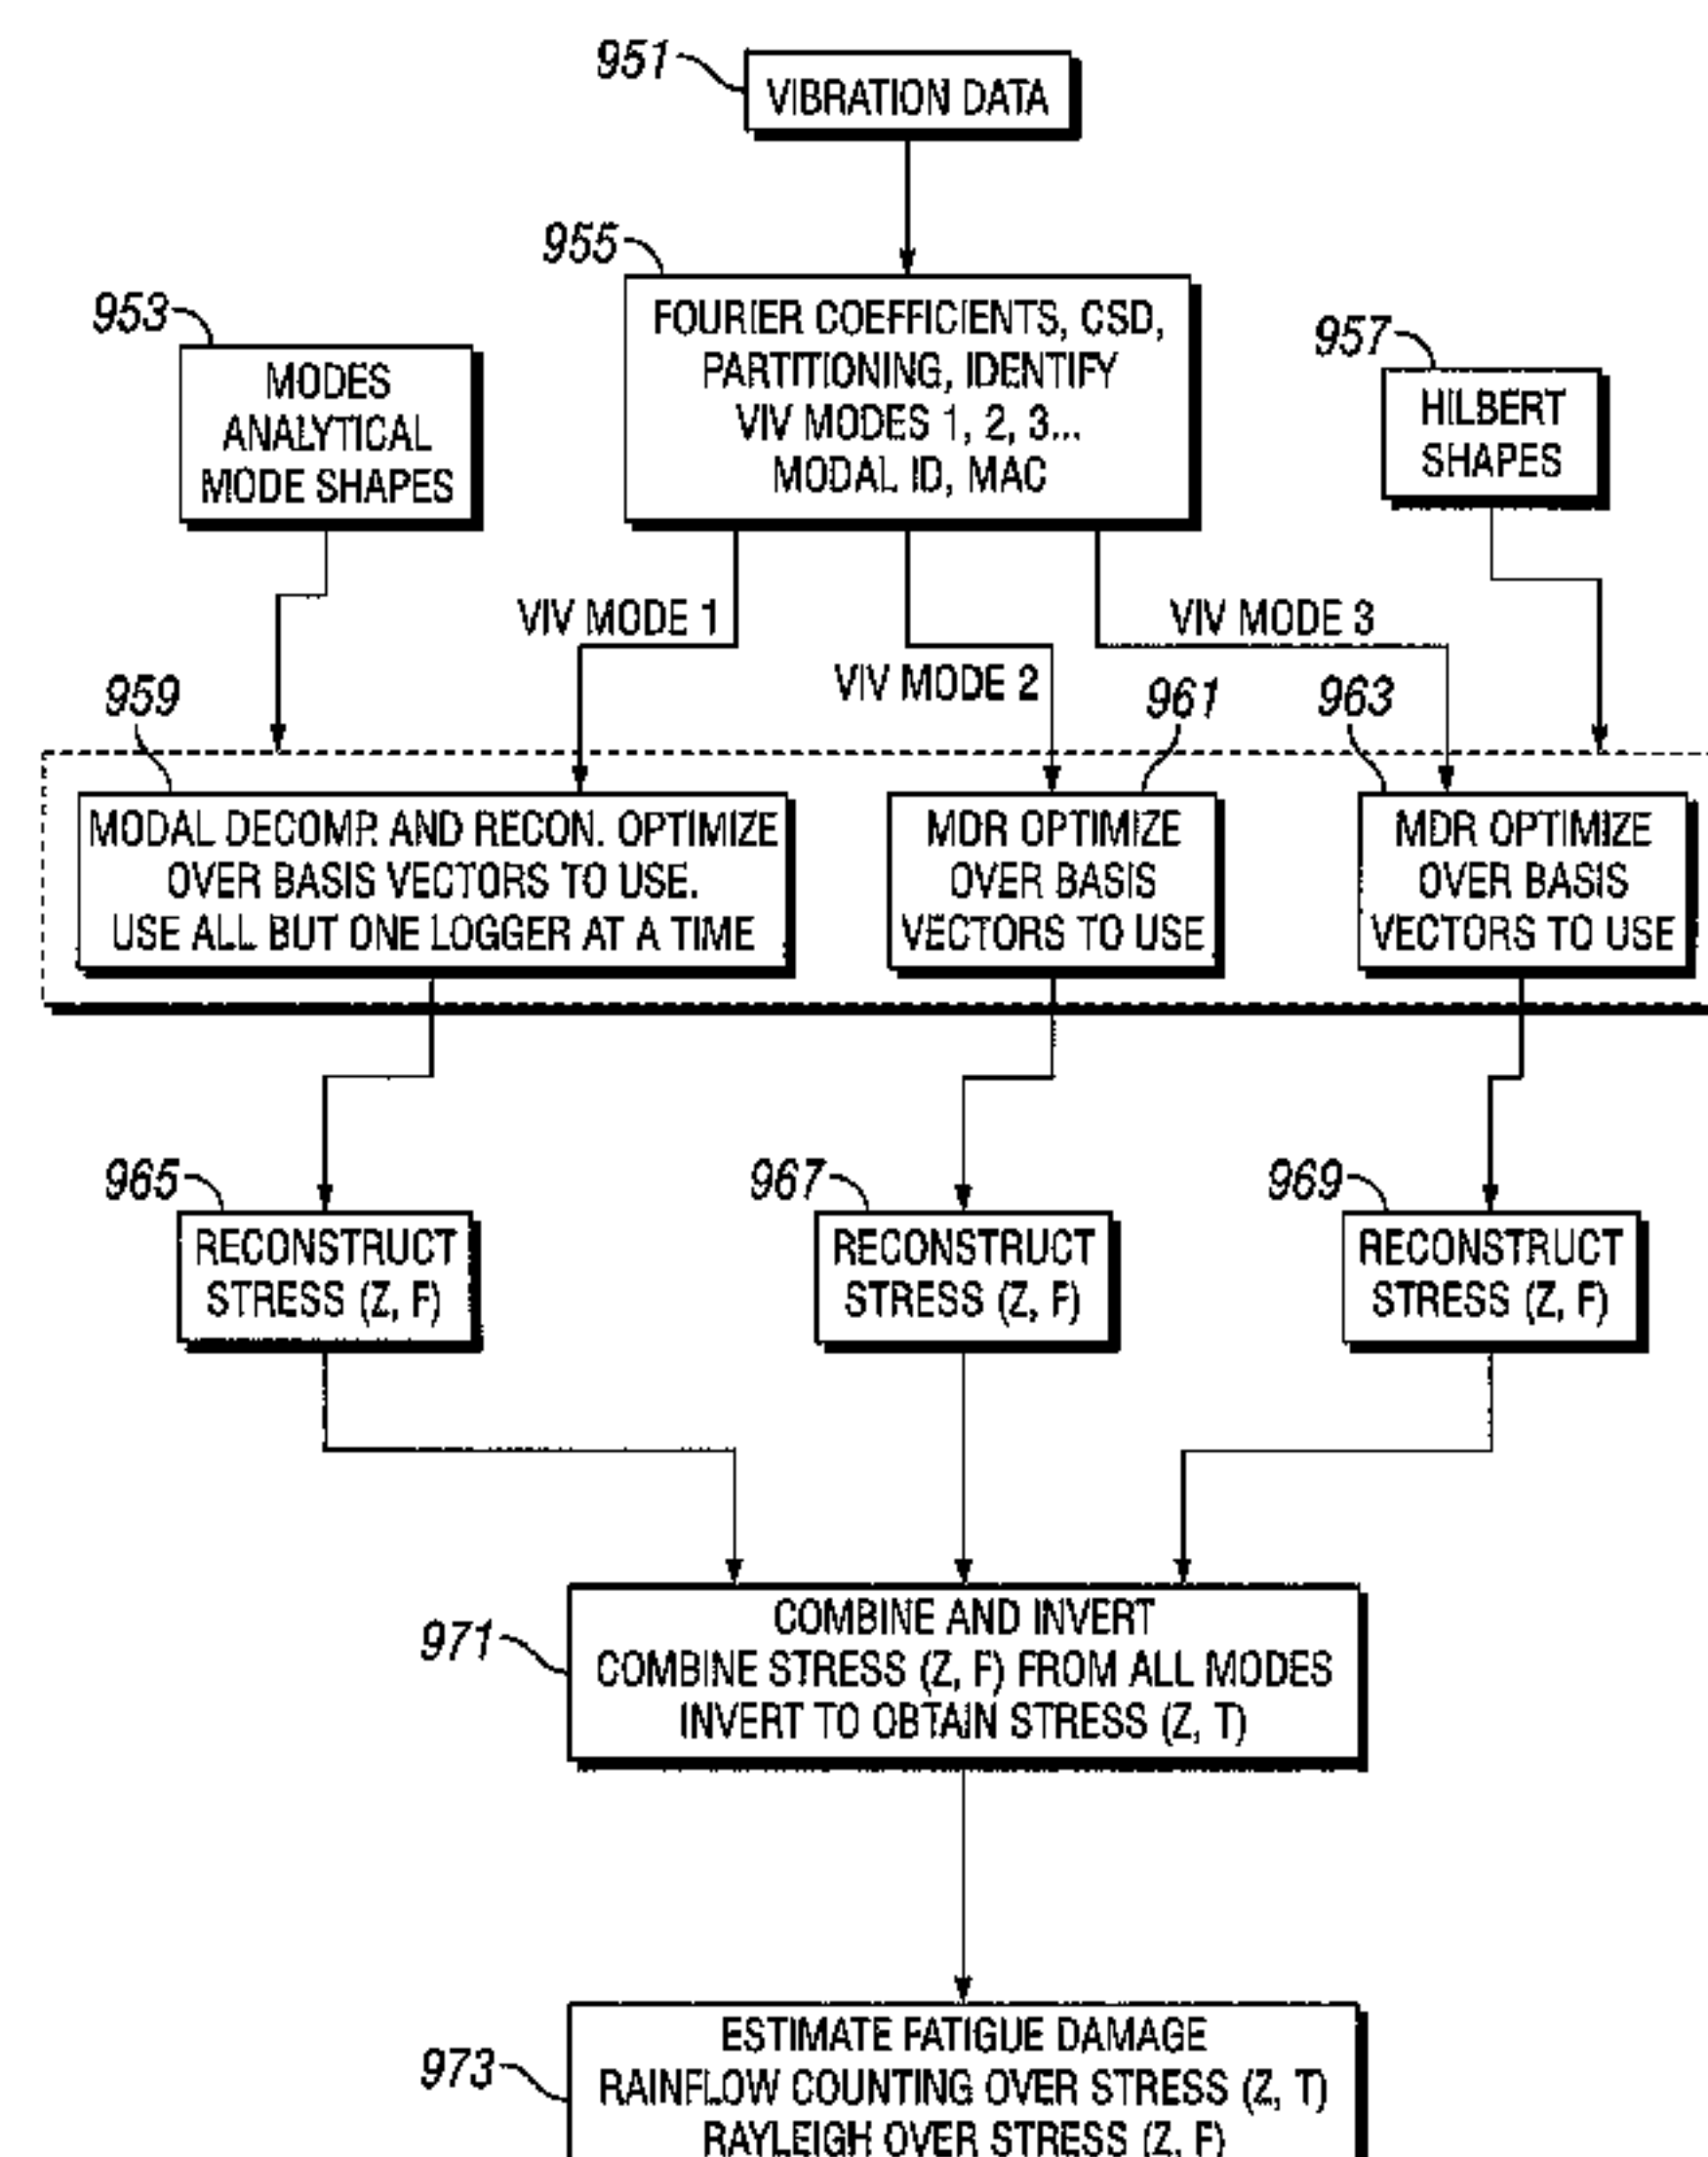 951
VIBRATION DATA
955
FOURIER COEFFICIENTS, CSD,
PARTITIONING, IDENTIFY
VIV MODES 1, 2, 3...
MODAL ID, MAC
953
MODES
ANALYTICAL
MODE SHAPES
957
HILBERT
SHAPES
VIV MODE 1
VIV MODE 2
VIV MODE 3
959
MODAL DECOMP. AND RECON. OPTIMIZE
OVER BASIS VECTORS TO USE.
USE ALL BUT ONE LOGGER AT A TIME
961
MDR OPTIMIZE
OVER BASIS
VECTORS TO USE
963
MDR OPTIMIZE
OVER BASIS
VECTORS TO USE
965
RECONSTRUCT
STRESS (Z, F)
967
RECONSTRUCT
STRESS (Z, F)
969
RECONSTRUCT
STRESS (Z, F)
971
COMBINE AND INVERT
COMBINE STRESS (Z, F) FROM ALL MODES
INVERT TO OBTAIN STRESS (Z, T)
973
ESTIMATE FATIGUE DAMAGE
RAINFLOW COUNTING OVER STRESS (Z, T)
RAYLEIGH OVER STRESS (Z, F)